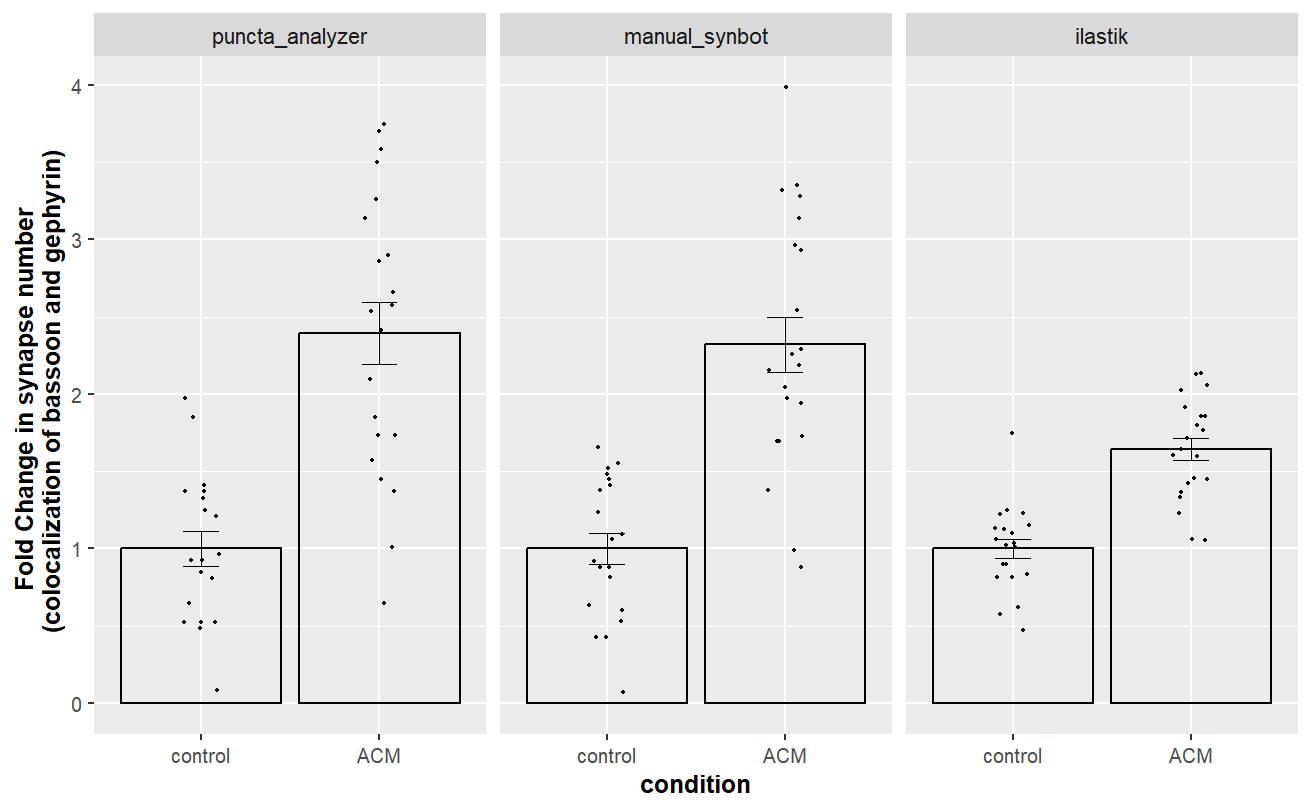 puncta_analyzer
manual_synbot
ilastik
Fold Change in synapse number
(colocalization of bassoon and gephyrin)
4
3
2
1
0
control
ACM
control
ACM
control
ACM
condition